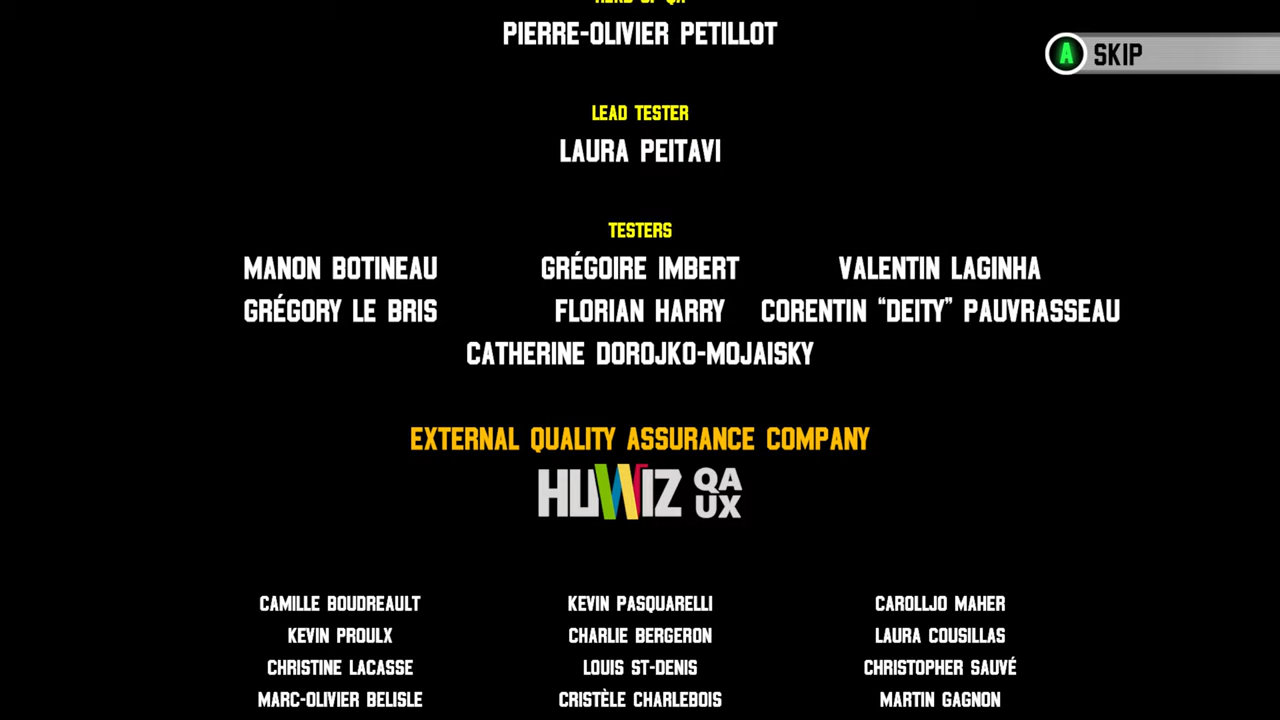 HEAD OF QA
PIERRE-OLIVIER PETILLOT
A SKIP
LEAD TESTER
LAURA PEITAVI
TESTERS
MANON BOTINEAU GRÉGOIRE IMBERT VALENTIN LAGINHA
GRÉGORY LE BRIS FLORIAN HARRY CORENTIN “DEITY” PAUVRASSEAU
CATHERINE DOROJKO-MOJAISKY
EXTERNAL QUALITY ASSURANCE COMPANY
HUWIZ QA UX
CAMILLE BOUDREAULT KEVIN PASQUARELLI CAROLLJO MAHER
KEVIN PROULX CHARLIE BERGERON LAURA COUSILLAS
CHRISTINE LACASSE LOUIS ST-DENIS CHRISTOPHER SAUVÉ
MARC-OLIVIER BELISLE CRISTÈLE CHARLEBOIS MARTIN GAGNON